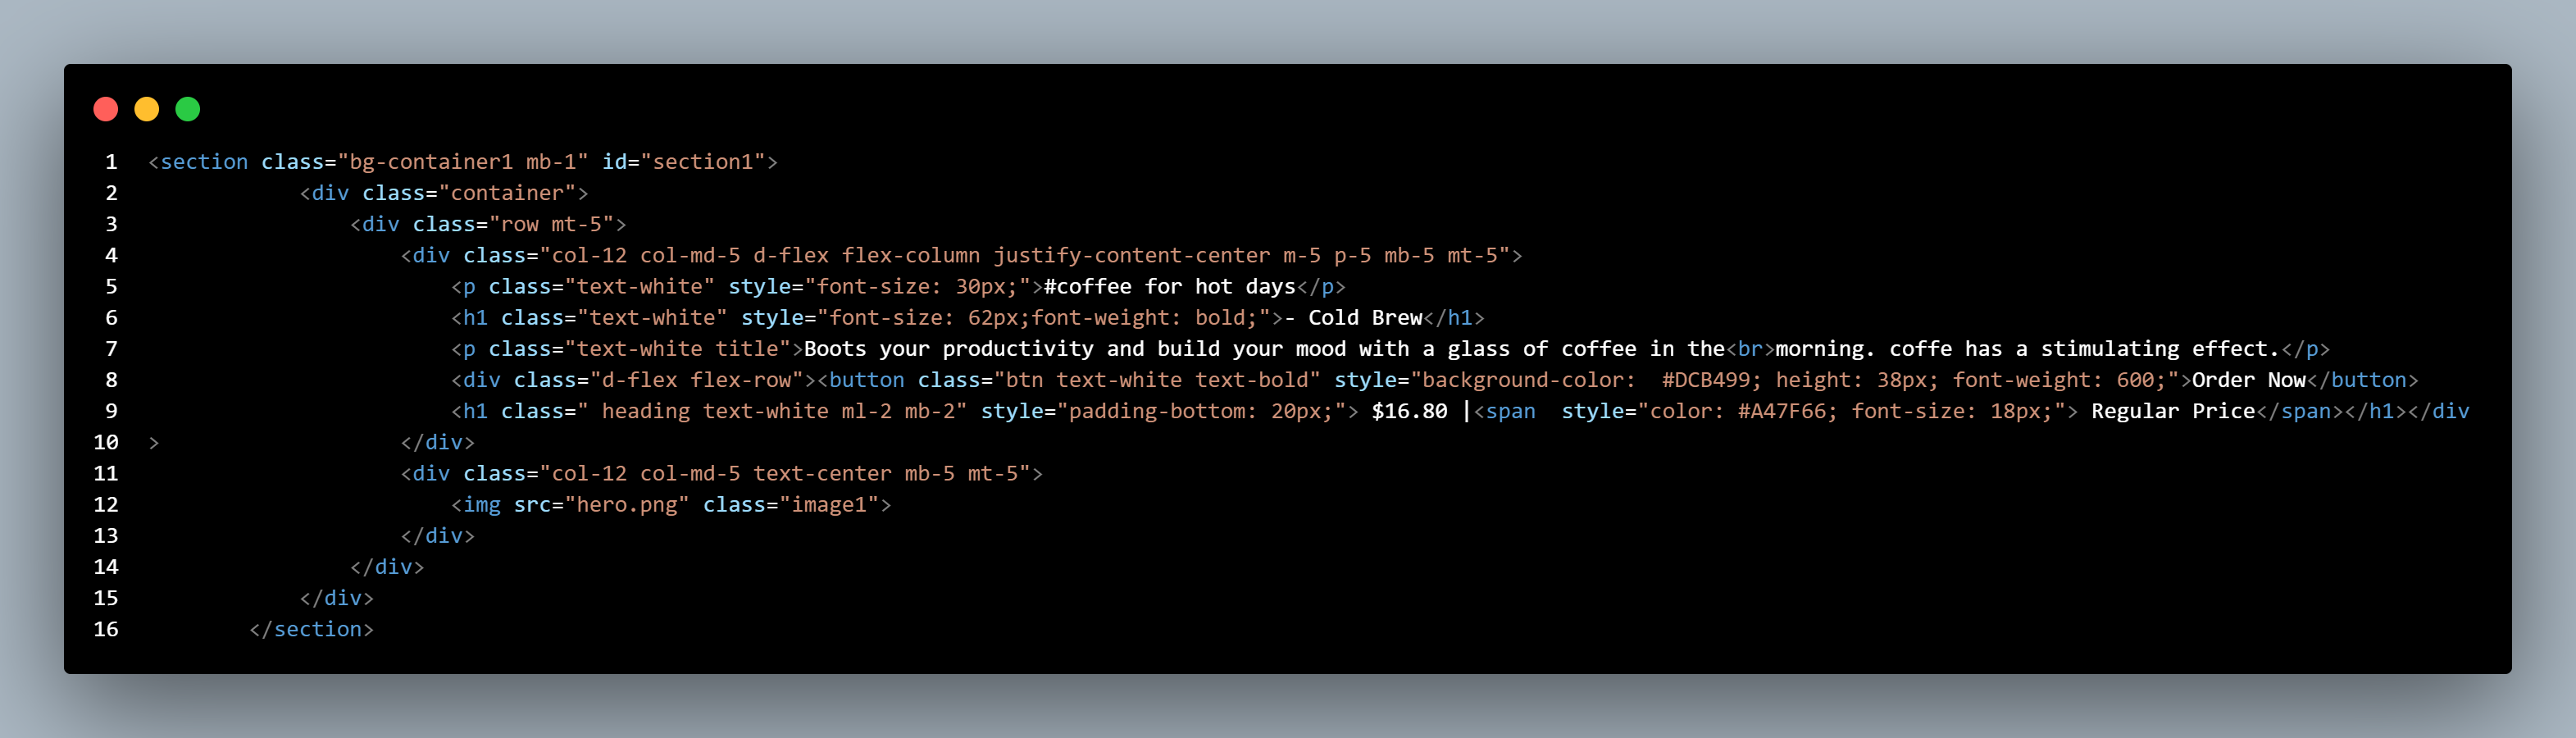 1 <section class="bg-container1 mb-1" id="section1">
2 <div class="container">
3 <div class="row mt-5">
4 <div class="col-12 col-md-5 d-flex flex-column justify-content-center m-5 p-5 mb-5 mt-5">
5 <p class="text-white" style="font-size: 30px;">#coffee for hot days</p>
6 <h1 class="text-white" style="font-size: 62px;font-weight: bold;">- Cold Brew</h1>
7 <p class="text-white title">Boots your productivity and build your mood with a glass of coffee in the<br>morning. coffe has a stimulating effect.</p>
8 <div class="d-flex flex-row"><button class="btn text-white text-bold" style="background-color:  #DCB499; height: 38px; font-weight: 600;">Order Now</button>
9 <h1 class=" heading text-white ml-2 mb-2" style="padding-bottom: 20px;"> $16.80 |<span  style="color: #A47F66; font-size: 18px;"> Regular Price</span></h1></div
10 > </div>
11 <div class="col-12 col-md-5 text-center mb-5 mt-5">
12 <img src="hero.png" class="image1">
13 </div>
14 </div>
15 </div>
16 </section>